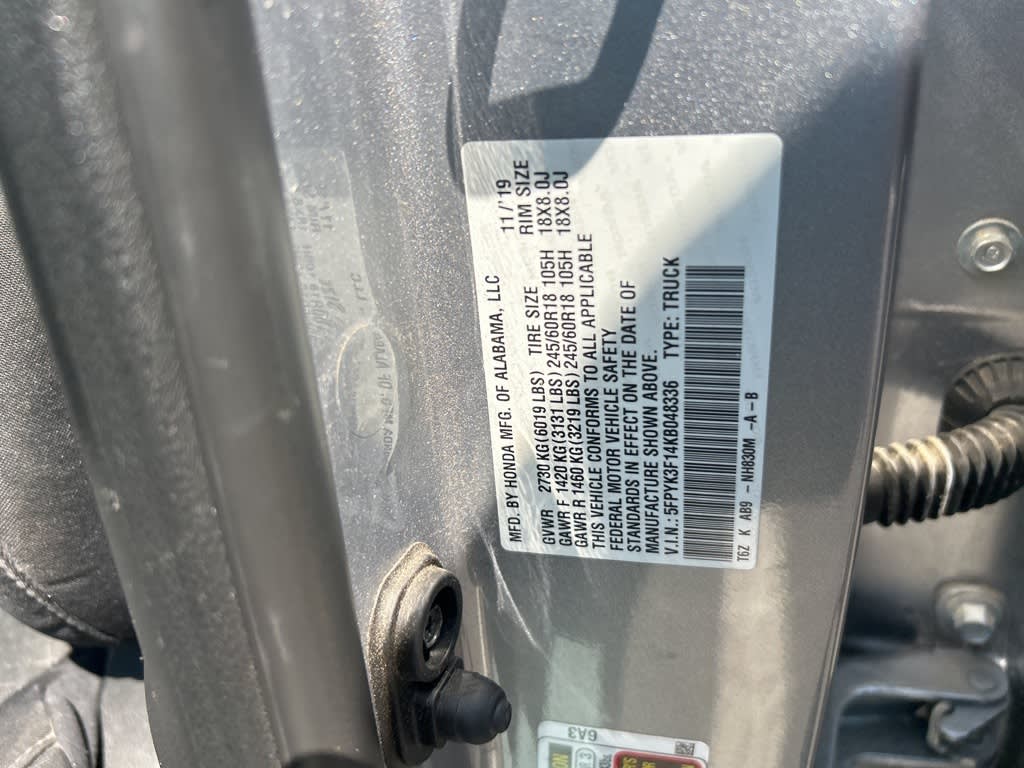 MFD. BY HONDA MFG. OF ALABAMA, LLC 11/'19
GVWR 2730 KG (6019 LBS) TIRE SIZE RIM SIZE
GAWR F 1420 KG (3131 LBS) 245/60R18 105H 18X8.0J
GAWR R 1460 KG (3219 LBS) 245/60R18 105H 18X8.0J
THIS VEHICLE CONFORMS TO ALL APPLICABLE
FEDERAL MOTOR VEHICLE SAFETY
STANDARDS IN EFFECT ON THE DATE OF
MANUFACTURE SHOWN ABOVE.
V.I.N.: 5FPYK3F14KB048336 TYPE: TRUCK
T6Z K AB9 -NH830M -A-B
6A3